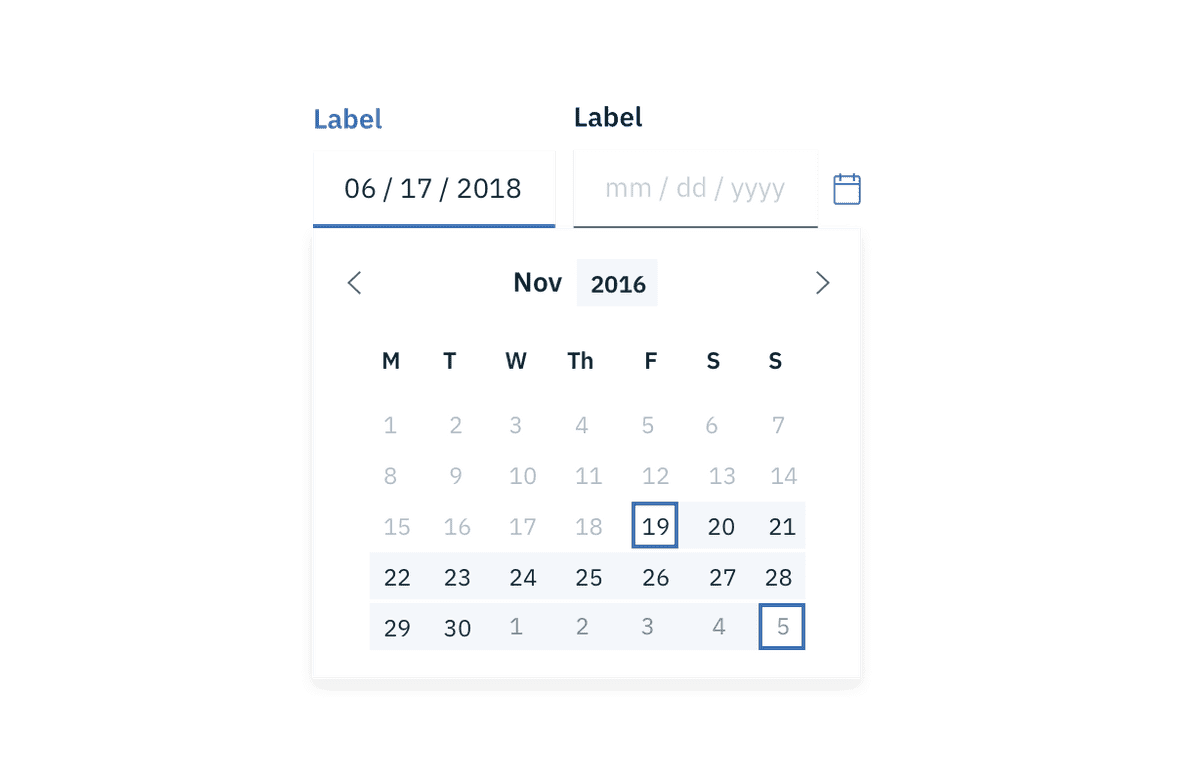 Label Label
06 / 17 / 2018 mm / dd / yyyy
Nov 2016
M T W Th F S S
1 2 3 4 5 6 7
8 9 10 11 12 13 14
15 16 17 18 19 20 21
22 23 24 25 26 27 28
29 30 1 2 3 4 5